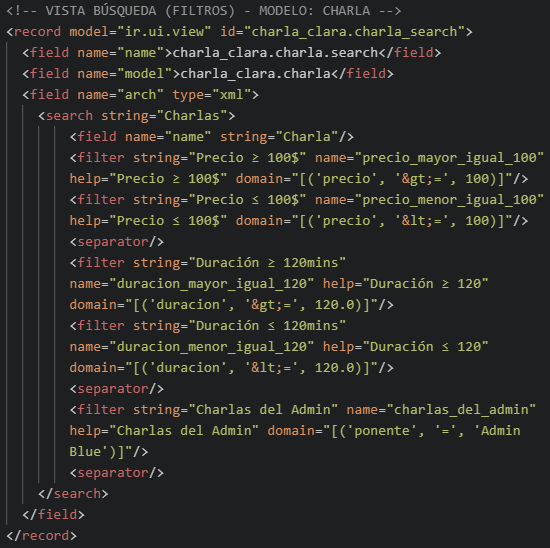 <!-- VISTA BÚSQUEDA (FILTROS) - MODELO: CHARLA -->
<record model="ir.ui.view" id="charla_clara.charla_search">
<field name="name">charla_clara.charla.search</field>
<field name="model">charla_clara.charla</field>
<field name="arch" type="xml">
<search string="Charlas">
<field name="name" string="Charla"/>
<filter string="Precio ≥ 100$" name="precio_mayor_igual_100"
help="Precio ≥ 100$" domain="[('precio', '&gt;=', 100)]"/>
<filter string="Precio ≤ 100$" name="precio_menor_igual_100"
help="Precio ≤ 100$" domain="[('precio', '&lt;=', 100)]"/>
<separator/>
<filter string="Duración ≥ 120mins"
name="duracion_mayor_igual_120" help="Duración ≥ 120"
domain="[('duracion', '&gt;=', 120.0)]"/>
<filter string="Duración ≤ 120mins"
name="duracion_menor_igual_120" help="Duración ≤ 120"
domain="[('duracion', '&lt;=', 120.0)]"/>
<separator/>
<filter string="Charlas del Admin" name="charlas_del_admin"
help="Charlas del Admin" domain="[('ponente', '=', 'Admin
Blue')]"/>
<separator/>
</search>
</field>
</record>